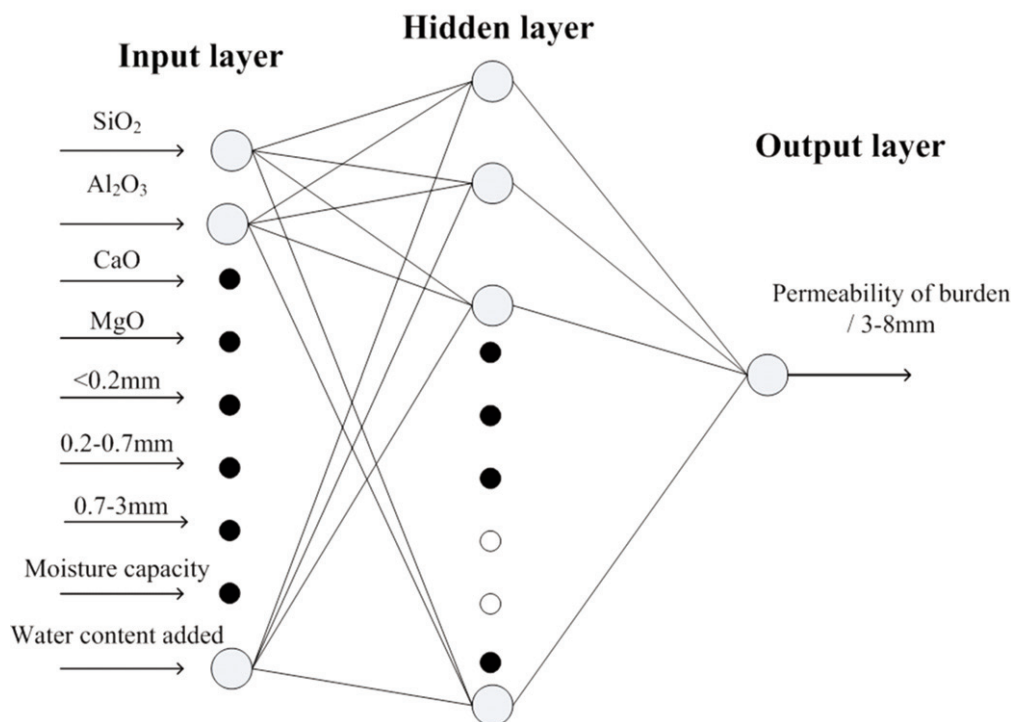 Hidden layer
Input layer
SiO₂
Al₂O₃
CaO
MgO
<0.2mm
0.2-0.7mm
0.7-3mm
Moisture capacity
Water content added
Output layer
Permeability of burden
/ 3-8mm